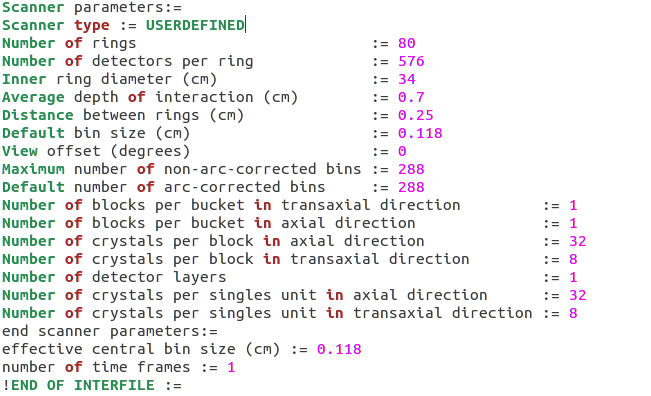 Scanner parameters:=
Scanner type := USERDEFINED
Number of rings := 80
Number of detectors per ring := 576
Inner ring diameter (cm) := 34
Average depth of interaction (cm) := 0.7
Distance between rings (cm) := 0.25
Default bin size (cm) := 0.118
View offset (degrees) := 0
Maximum number of non-arc-corrected bins := 288
Default number of arc-corrected bins := 288
Number of blocks per bucket in transaxial direction := 1
Number of blocks per bucket in axial direction := 1
Number of crystals per block in axial direction := 32
Number of crystals per block in transaxial direction := 8
Number of detector layers := 1
Number of crystals per singles unit in axial direction := 32
Number of crystals per singles unit in transaxial direction := 8
end scanner parameters:=
effective central bin size (cm) := 0.118
number of time frames := 1
!END OF INTERFILE :=